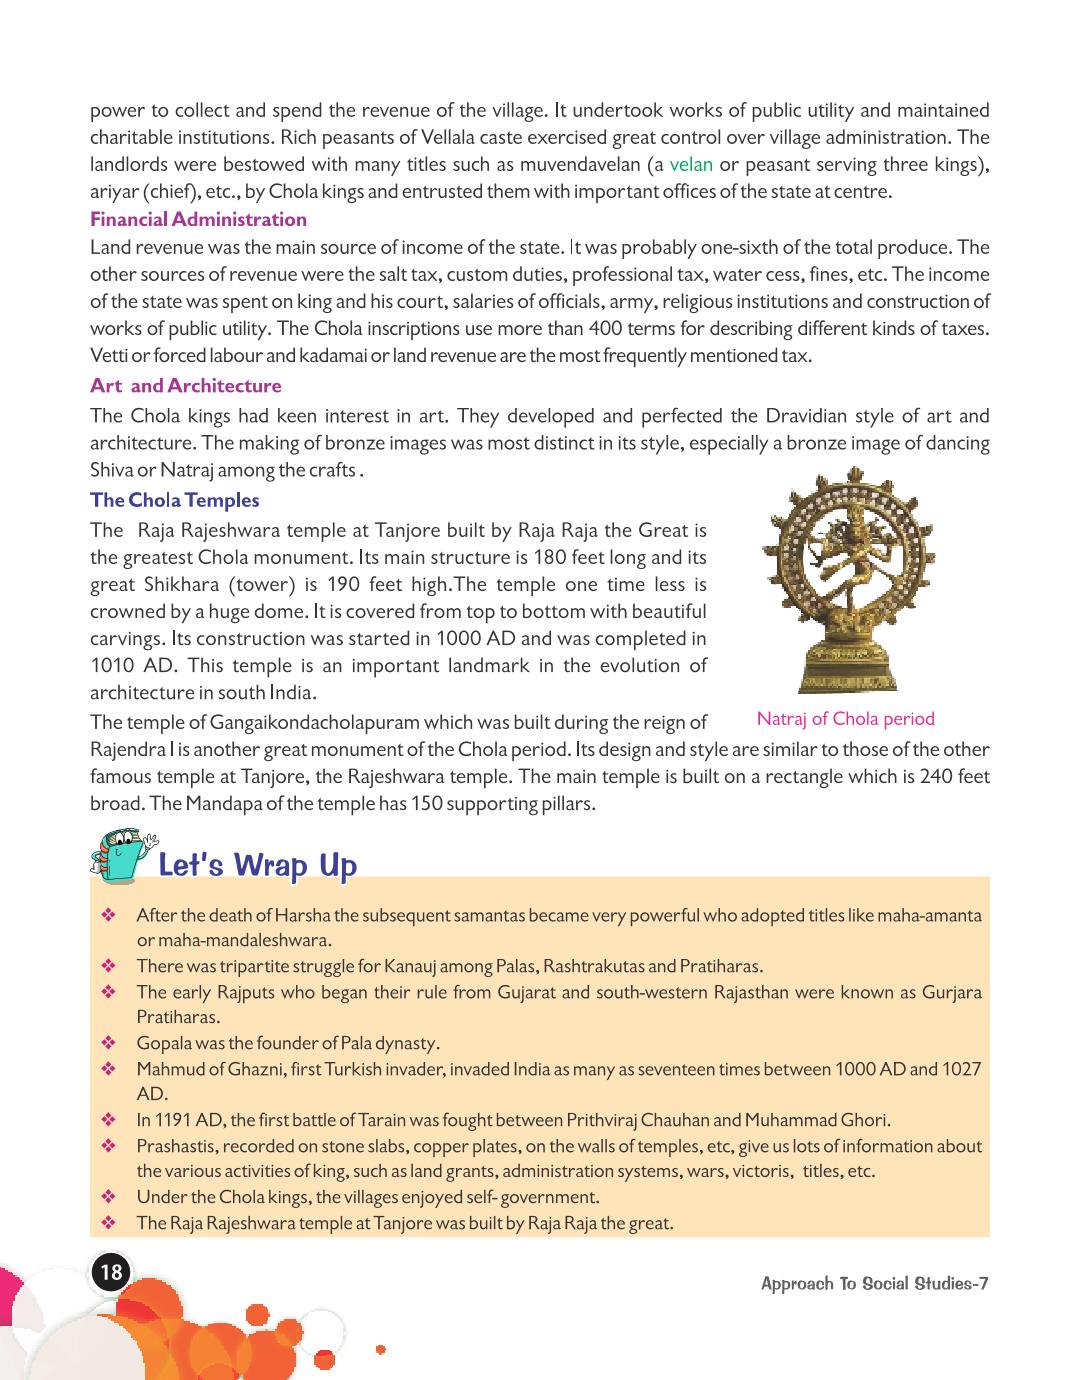 power to collect and spend the revenue of the village. It undertook works of public utility and maintained
charitable institutions. Rich peasants of Vellala caste exercised great control over village administration. The
landlords were bestowed with many titles such as muvendavelan (a velan or peasant serving three kings),
ariyar (chief), etc., by Chola kings and entrusted them with important offices of the state at centre.
Financial Administration
Land revenue was the main source of income of the state. It was probably one-sixth of the total produce. The
other sources of revenue were the salt tax, custom duties, professional tax, water cess, fines, etc. The income
of the state was spent on king and his court, salaries of officials, army, religious institutions and construction of
works of public utility. The Chola inscriptions use more than 400 terms for describing different kinds of taxes.
Vetti or forced labour and kadamai or land revenue are the most frequently mentioned tax.
Art and Architecture
The Chola kings had keen interest in art. They developed and perfected the Dravidian style of art and
architecture. The making of bronze images was most distinct in its style, especially a bronze image of dancing
Shiva or Natraj among the crafts .
The Chola Temples
The Raja Rajeshwara temple at Tanjore built by Raja Raja the Great is
the greatest Chola monument. Its main structure is 180 feet long and its
great Shikhara (tower) is 190 feet high.The temple one time less is
crowned by a huge dome. It is covered from top to bottom with beautiful
carvings. Its construction was started in 1000 AD and was completed in
1010 AD. This temple is an important landmark in the evolution of
architecture in south India.
Natraj of Chola period
The temple of Gangaikondacholapuram which was built during the reign of
Rajendra I is another great monument of the Chola period. Its design and style are similar to those of the other
famous temple at Tanjore, the Rajeshwara temple. The main temple is built on a rectangle which is 240 feet
broad. The Mandapa of the temple has 150 supporting pillars.
Let's Wrap Up
❖ After the death of Harsha the subsequent samantas became very powerful who adopted titles like maha-amanta
or maha-mandaleshwara.
❖ There was tripartite struggle for Kanauj among Palas, Rashtrakutas and Pratiharas.
❖ The early Rajputs who began their rule from Gujarat and south-western Rajasthan were known as Gurjara
Pratiharas.
❖ Gopala was the founder of Pala dynasty.
❖ Mahmud of Ghazni, first Turkish invader, invaded India as many as seventeen times between 1000 AD and 1027
AD.
❖ In 1191 AD, the first battle of Tarain was fought between Prithviraj Chauhan and Muhammad Ghori.
❖ Prashastis, recorded on stone slabs, copper plates, on the walls of temples, etc, give us lots of information about
the various activities of king, such as land grants, administration systems, wars, victoris, titles, etc.
❖ Under the Chola kings, the villages enjoyed self- government.
❖ The Raja Rajeshwara temple at Tanjore was built by Raja Raja the great.
18
Approach To Social Studies-7